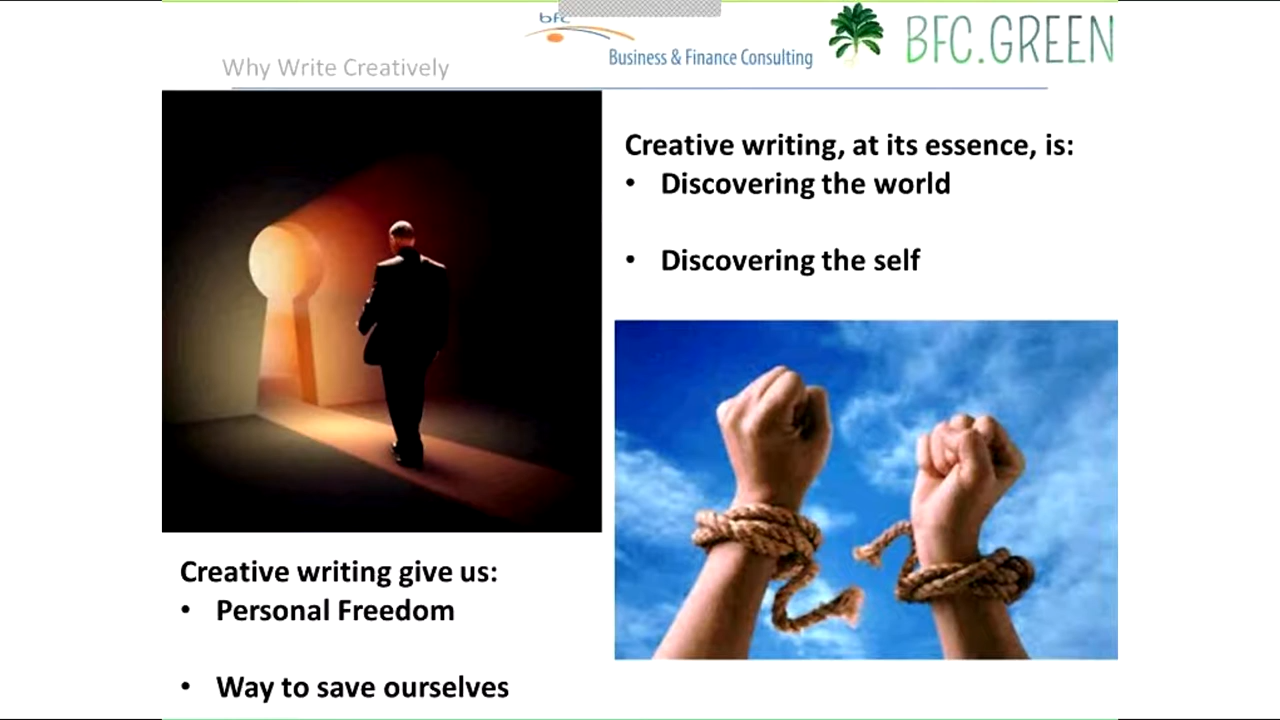 bfc
Business & Finance Consulting
BFC.GREEN
Why Write Creatively
Creative writing, at its essence, is:
• Discovering the world
• Discovering the self
Creative writing give us:
• Personal Freedom
• Way to save ourselves